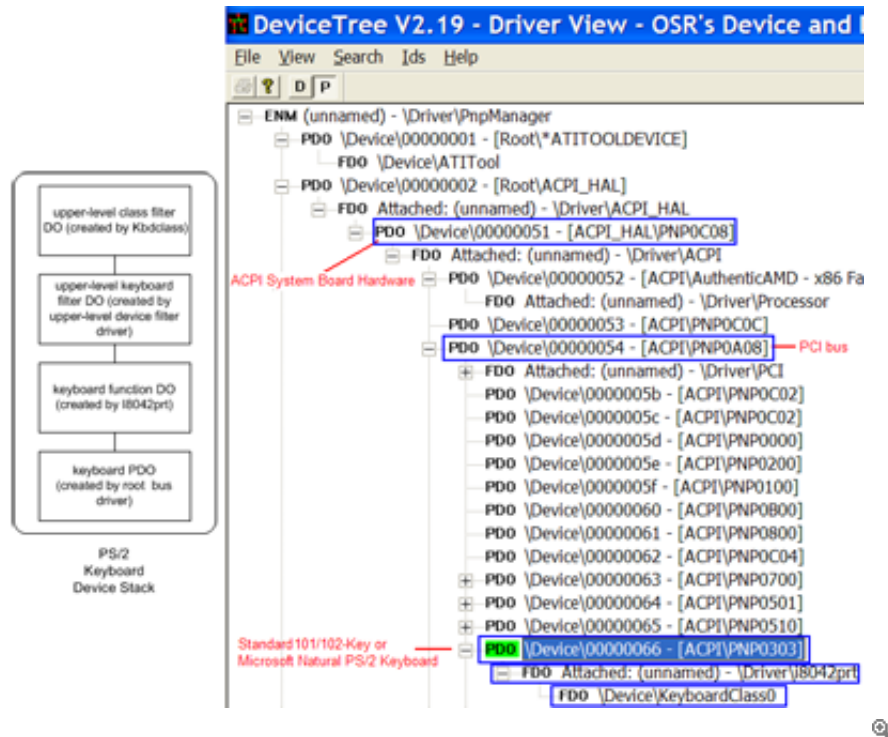 DeviceTree V2.19 - Driver View - OSR's Device and
File View Search Ids Help
D P
ENM (unnamed) - \Driver\PnpManager
PDO \Device\00000001 - [Root\*ATITOOLDEVICE]
FDO \Device\ATITool
PDO \Device\00000002 - [Root\ACPI_HAL]
FDO Attached: (unnamed) - \Driver\ACPI_HAL
PDO \Device\00000051 - [ACPI_HAL\PNP0C08]
FDO Attached: (unnamed) - \Driver\ACPI
ACPI System Board Hardware
PDO \Device\00000052 - [ACPI\AuthenticAMD - x86 Fa
FDO Attached: (unnamed) - \Driver\Processor
PDO \Device\00000053 - [ACPI\PNP0C0C]
PDO \Device\00000054 - [ACPI\PNP0A08]
PCI bus
FDO Attached: (unnamed) - \Driver\PCI
PDO \Device\0000005b - [ACPI\PNP0C02]
PDO \Device\0000005c - [ACPI\PNP0C02]
PDO \Device\0000005d - [ACPI\PNP0000]
PDO \Device\0000005e - [ACPI\PNP0200]
PDO \Device\0000005f - [ACPI\PNP0100]
PDO \Device\00000060 - [ACPI\PNP0B00]
PDO \Device\00000061 - [ACPI\PNP0800]
PDO \Device\00000062 - [ACPI\PNP0C04]
PDO \Device\00000063 - [ACPI\PNP0700]
PDO \Device\00000064 - [ACPI\PNP0501]
PDO \Device\00000065 - [ACPI\PNP0510]
Standard 101/102-Key or
Microsoft Natural PS/2 Keyboard
PDO \Device\00000066 - [ACPI\PNP0303]
FDO Attached: (unnamed) - \Driver\i8042prt
FDO \Device\KeyboardClass0
upper-level class filter
DO (created by Kbdclass)
upper-level keyboard
filter DO (created by
upper-level device filter
driver)
keyboard function DO
(created by I8042prt)
keyboard PDO
(created by root bus
driver)
PS/2
Keyboard
Device Stack